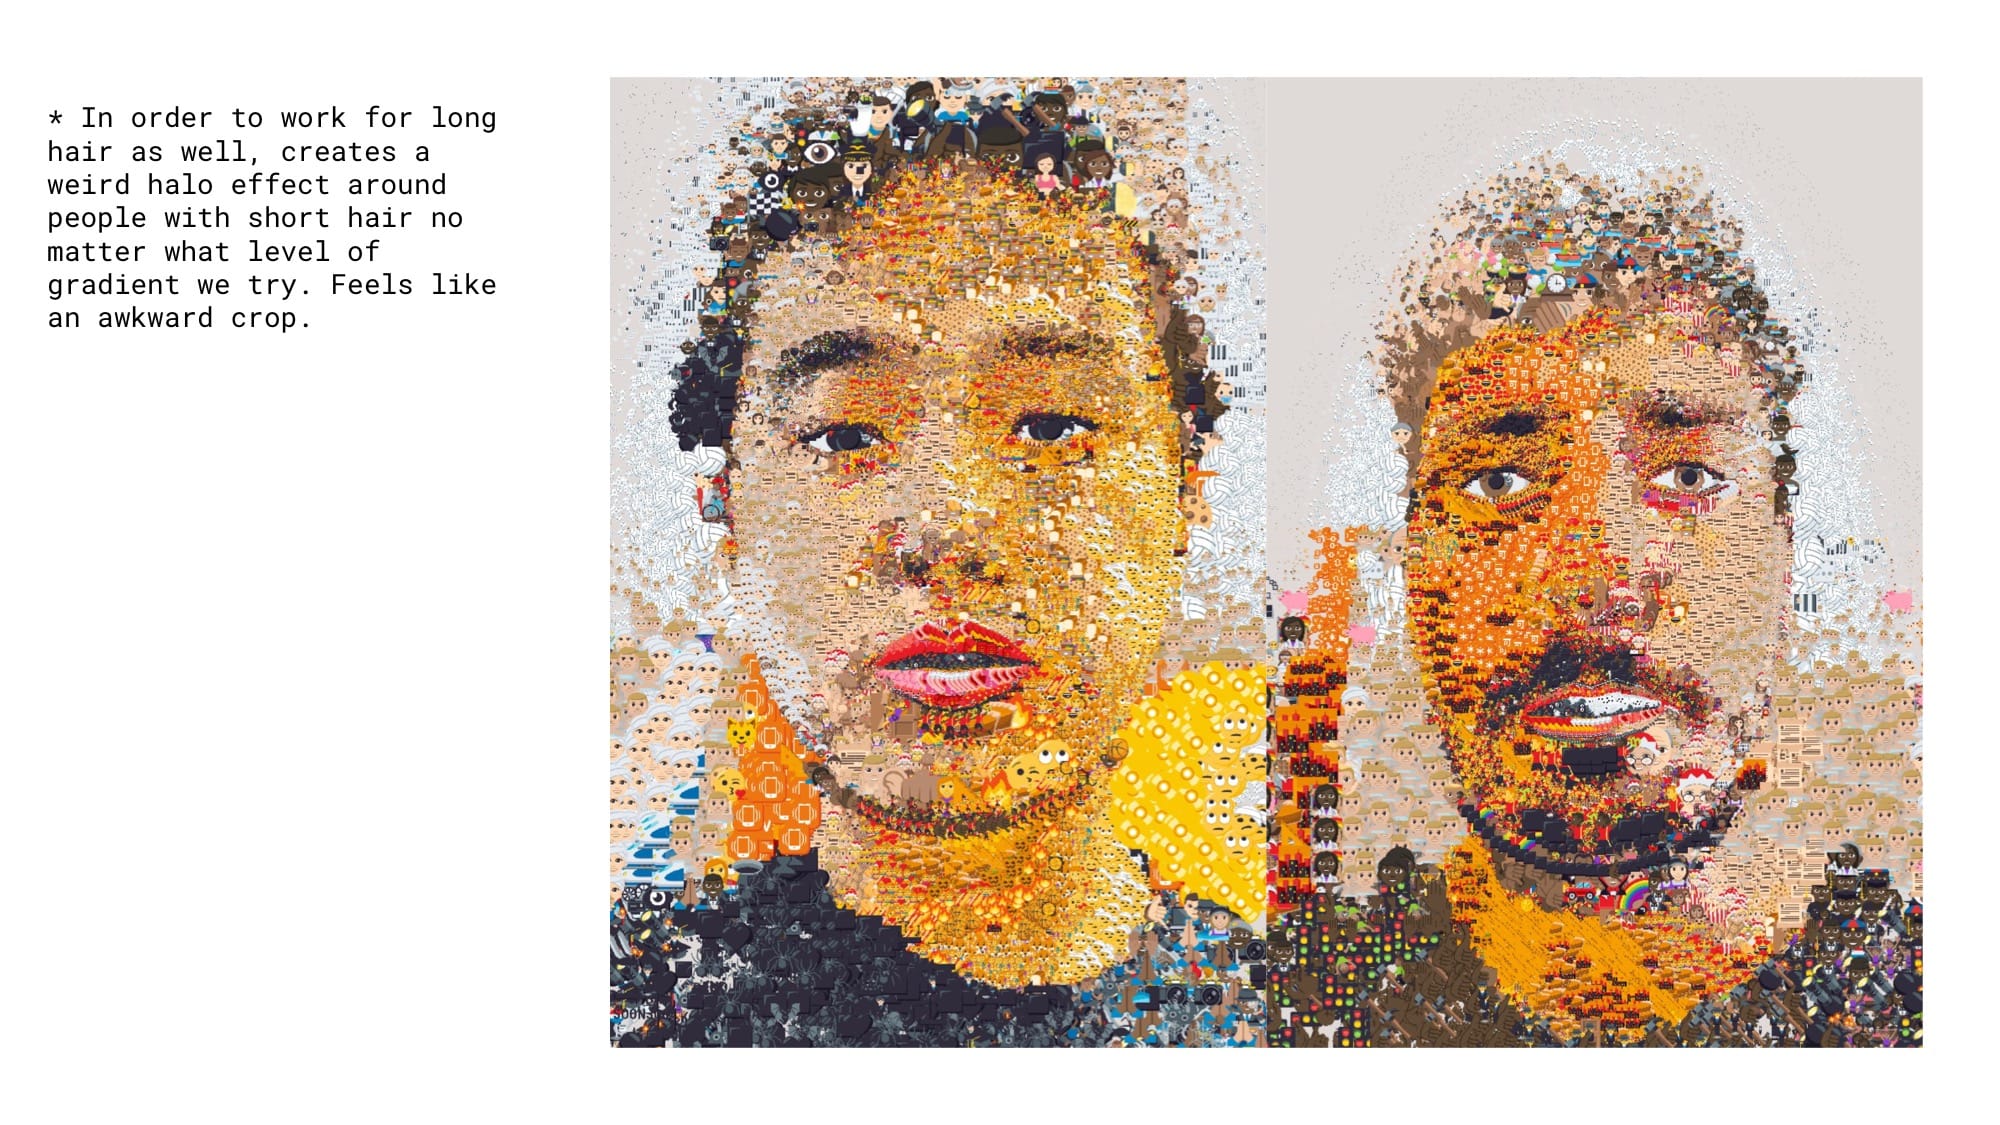 * In order to work for long
hair as well, creates a
weird halo effect around
people with short hair no
matter what level of
gradient we try. Feels like
an awkward crop.